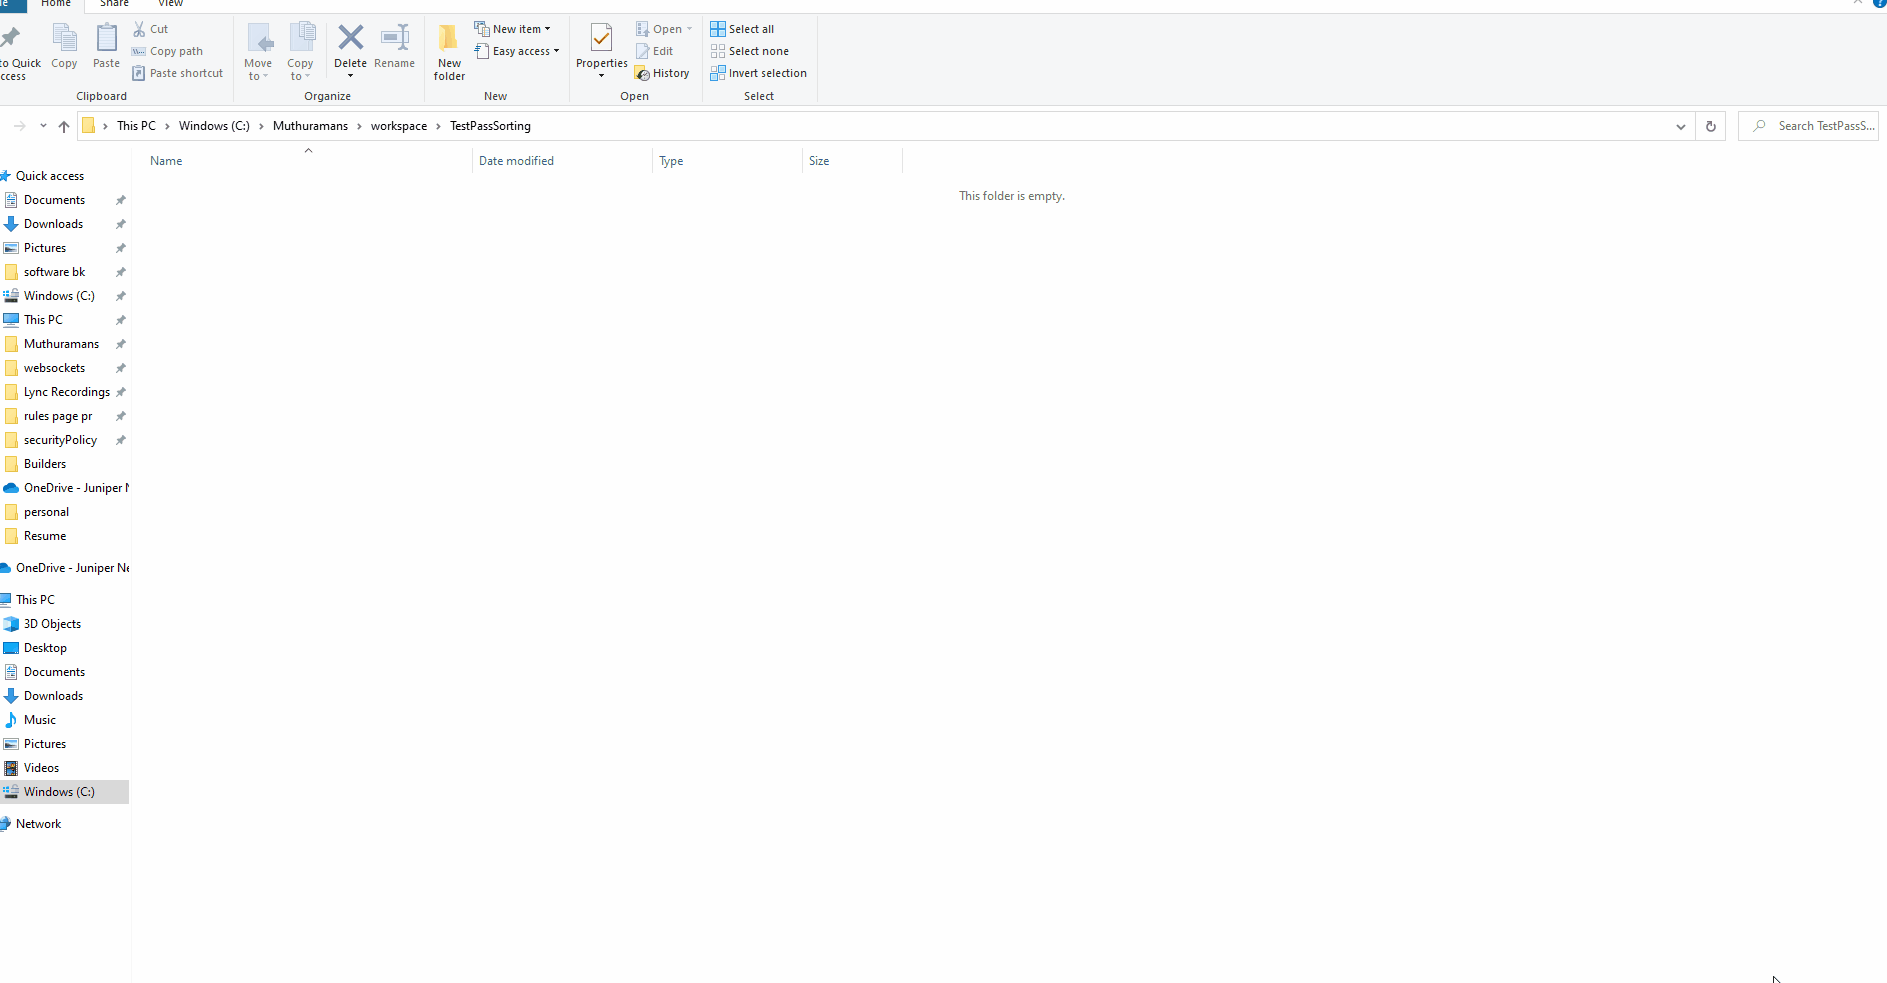 Home Share View
to Quick
ccess
Copy
Paste
Cut
Copy path
Paste shortcut
Clipboard
Move
to
Copy
to
Delete
Rename
Organize
New
folder
New item
Easy access
New
Properties
Open
Edit
History
Open
Select all
Select none
Invert selection
Select
This PC > Windows (C:) > Muthuramans > workspace > TestPassSorting
Search TestPassS...
Name Date modified Type Size
This folder is empty.
Quick access
Documents
Downloads
Pictures
software bk
Windows (C:)
This PC
Muthuramans
websockets
Lync Recordings
rules page pr
securityPolicy
Builders
OneDrive - Juniper N
personal
Resume
OneDrive - Juniper Ne
This PC
3D Objects
Desktop
Documents
Downloads
Music
Pictures
Videos
Windows (C:)
Network